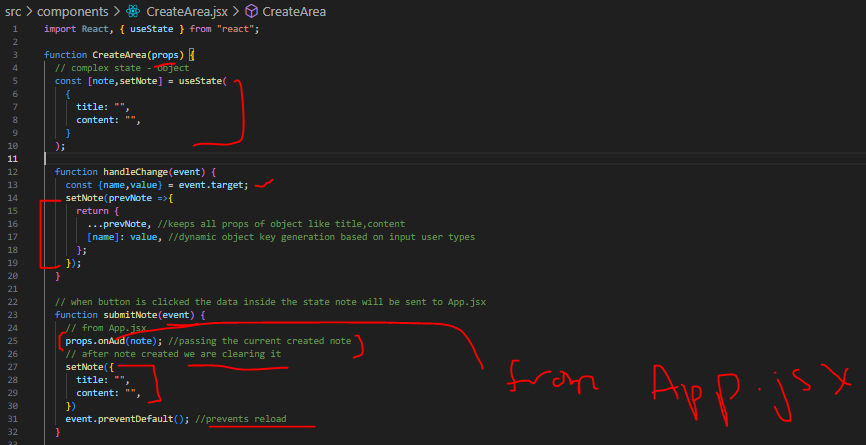 src > components > CreateArea.jsx > CreateArea
1 import React, { useState } from "react";
2
3 function CreateArea(props) {
4 // complex state - object
5 const [note,setNote] = useState(
6 {
7 title: "",
8 content: "",
9 }
10 );
11
12 function handleChange(event) {
13 const {name,value} = event.target;
14 setNote(prevNote =>{
15 return {
16 ...prevNote, //keeps all props of object like title,content
17 [name]: value, //dynamic object key generation based on input user types
18 };
19 });
20 }
21
22 // when button is clicked the data inside the state note will be sent to App.jsx
23 function submitNote(event) {
24 // from App.jsx
25 props.onAdd(note); //passing the current created note
26 // after note created we are clearing it
27 setNote({
28 title: "",
29 content: "",
30 })
31 event.preventDefault(); //prevents reload
32 }
33
from App.jsx